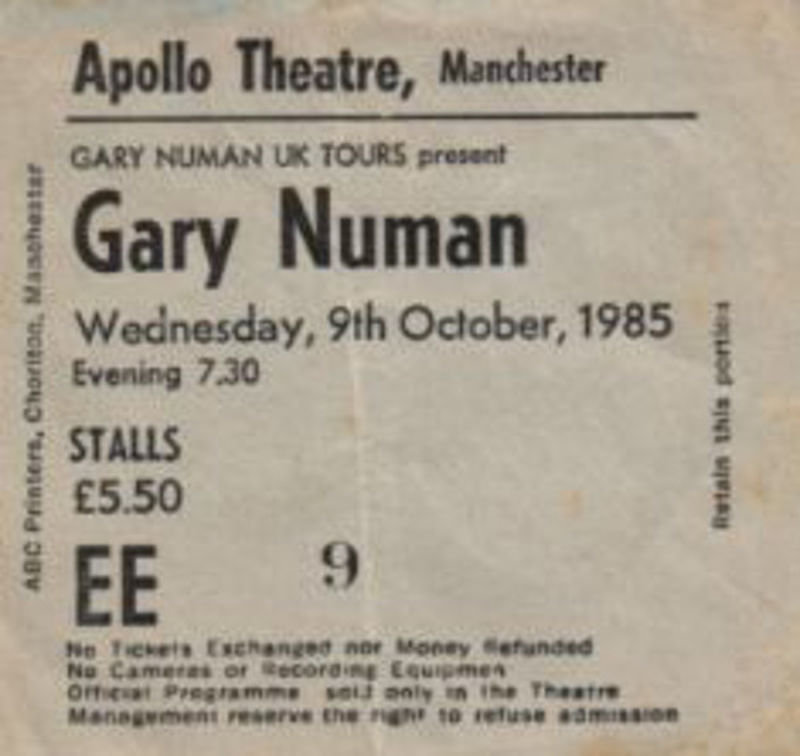 Apollo Theatre, Manchester
GARY NUMAN UK TOURS present
Gary Numan
Wednesday, 9th October, 1985
Evening 7.30
STALLS
£5.50
EE 9
No Tickets Exchanged nor Money Refunded
No Cameras or Recording Equipmen
Official Programme sold only in the Theatre
Management reserve the right to refuse admission
ABC Printers, Chorlton, Manchester
Retain this portion